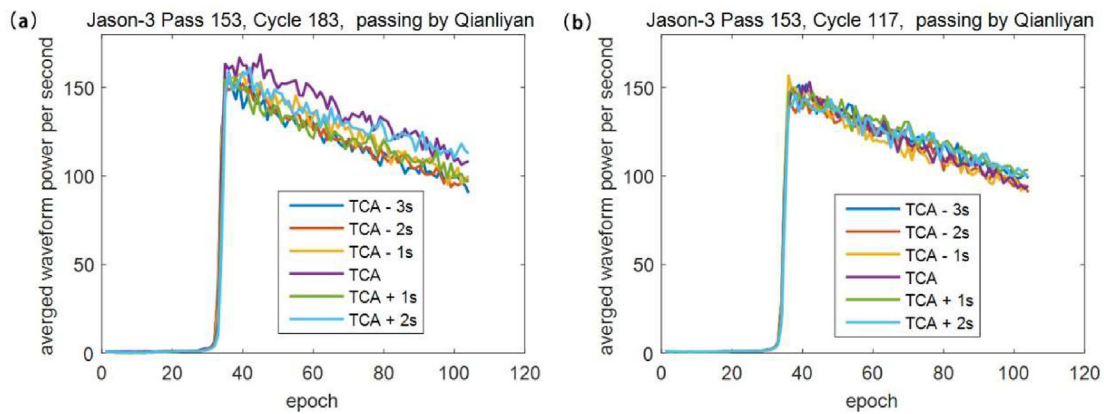 (a) Jason-3 Pass 153, Cycle 183, passing by Qianliyan
averged waveform power per second
150
100
50
0
TCA - 3s
TCA - 2s
TCA - 1s
TCA
TCA + 1s
TCA + 2s
0 20 40 60 80 100 120
epoch
(b) Jason-3 Pass 153, Cycle 117, passing by Qianliyan
averged waveform power per second
150
100
50
0
TCA - 3s
TCA - 2s
TCA - 1s
TCA
TCA + 1s
TCA + 2s
0 20 40 60 80 100 120
epoch